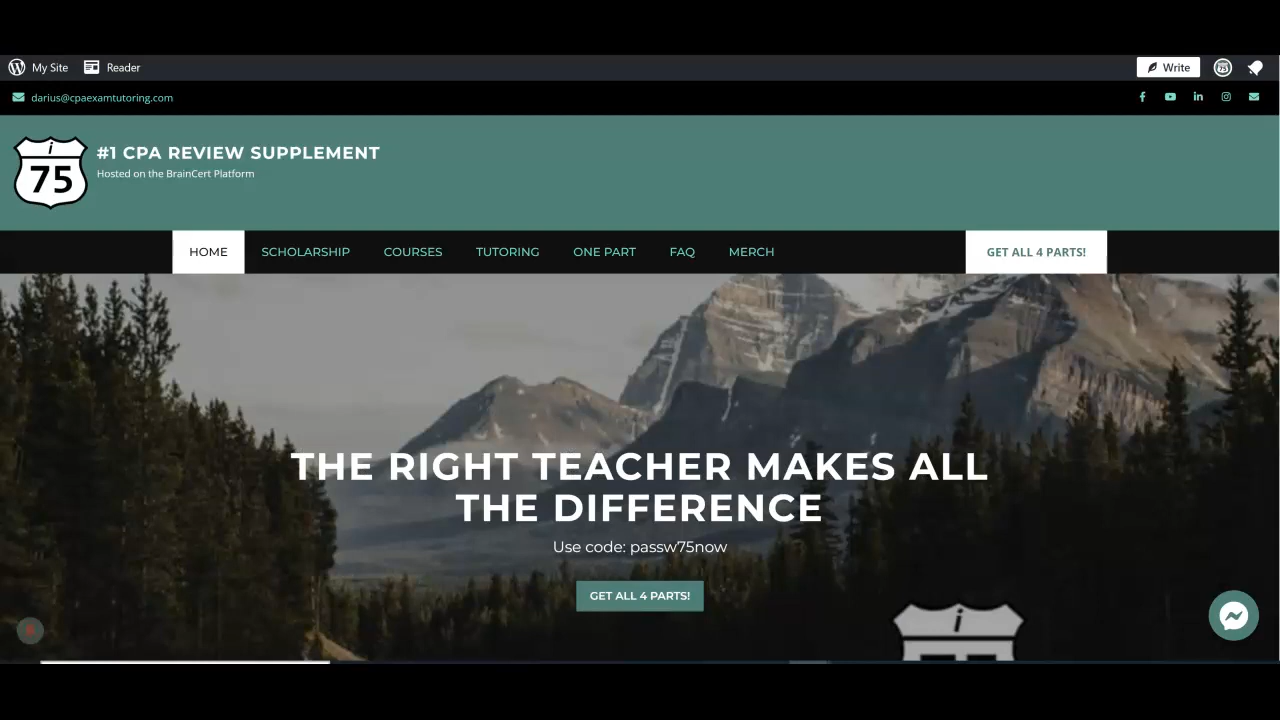 My Site
Reader
Write
darius@cpaexamtutoring.com
i
75
#1 CPA REVIEW SUPPLEMENT
Hosted on the BrainCert Platform
HOME
SCHOLARSHIP
COURSES
TUTORING
ONE PART
FAQ
MERCH
GET ALL 4 PARTS!
THE RIGHT TEACHER MAKES ALL
THE DIFFERENCE
Use code: passw75now
GET ALL 4 PARTS!
i